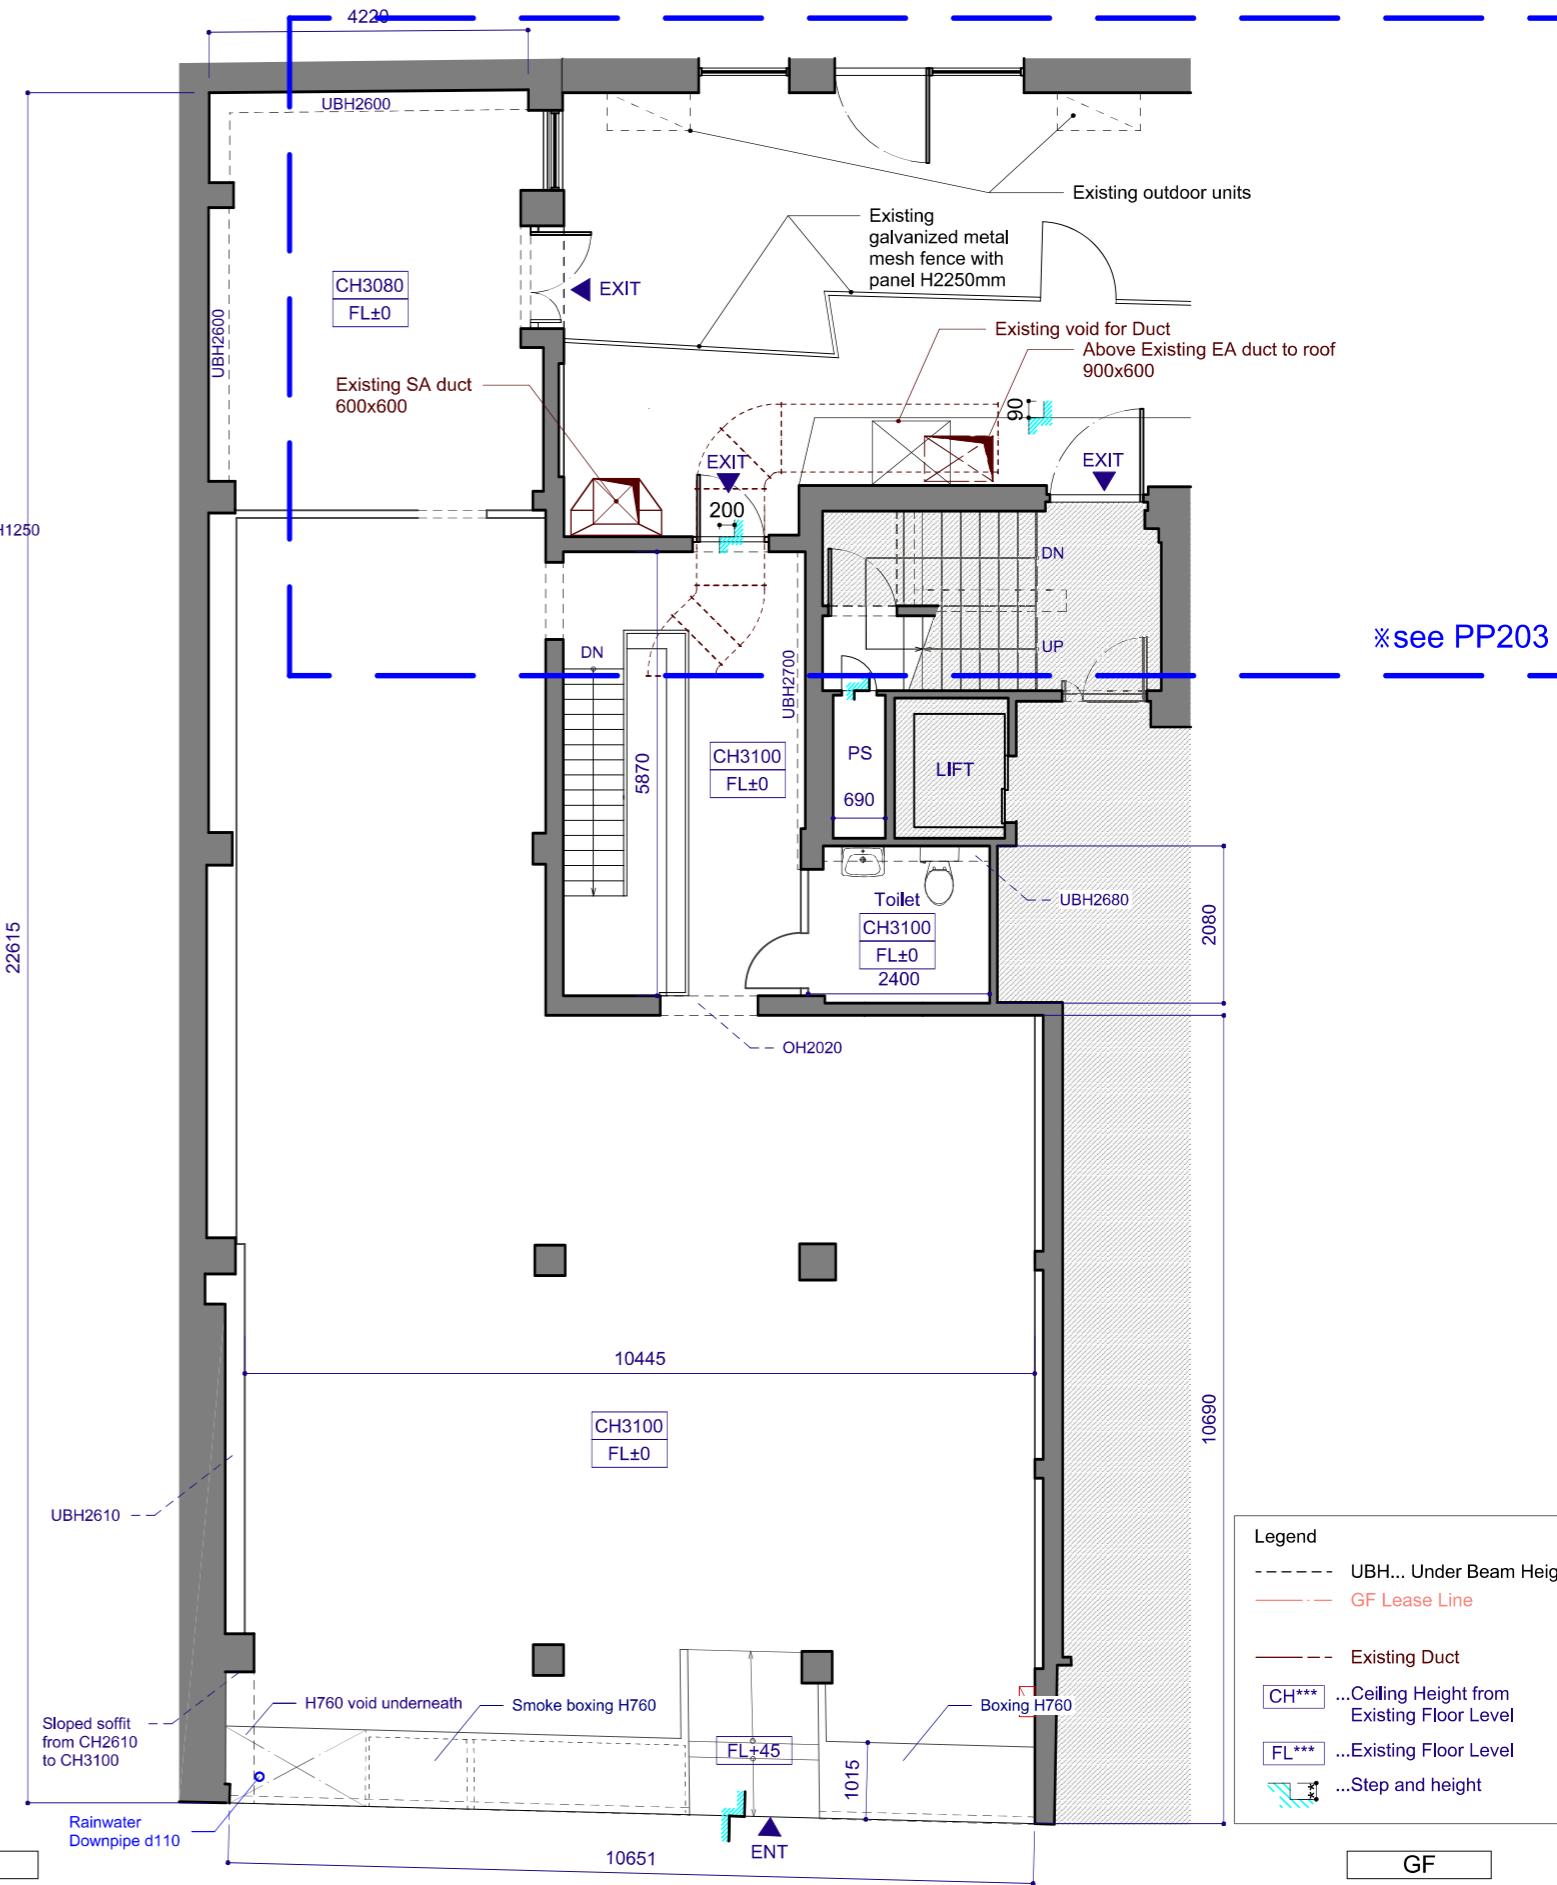 4220
UBH2600
Existing outdoor units
Existing
galvanized metal
mesh fence with
panel H2250mm
CH3080
FL±0
EXIT
UBH2600
Existing void for Duct
Above Existing EA duct to roof
900x600
Existing SA duct
600x600
90
EXIT
EXIT
200
H1250
DN
UP
※see PP203
DN
UBH2700
5870
CH3100
FL±0
PS
690
LIFT
Toilet
CH3100
FL±0
2400
UBH2680
2080
22615
OH2020
10445
CH3100
FL±0
10690
UBH2610
H760 void underneath
Smoke boxing H760
Boxing H760
Sloped soffit
from CH2610
to CH3100
FL+45
1015
Rainwater
Downpipe d110
ENT
10651
Legend
UBH... Under Beam Heig
GF Lease Line
Existing Duct
CH*** ...Ceiling Height from
Existing Floor Level
FL*** ...Existing Floor Level
** ...Step and height
GF